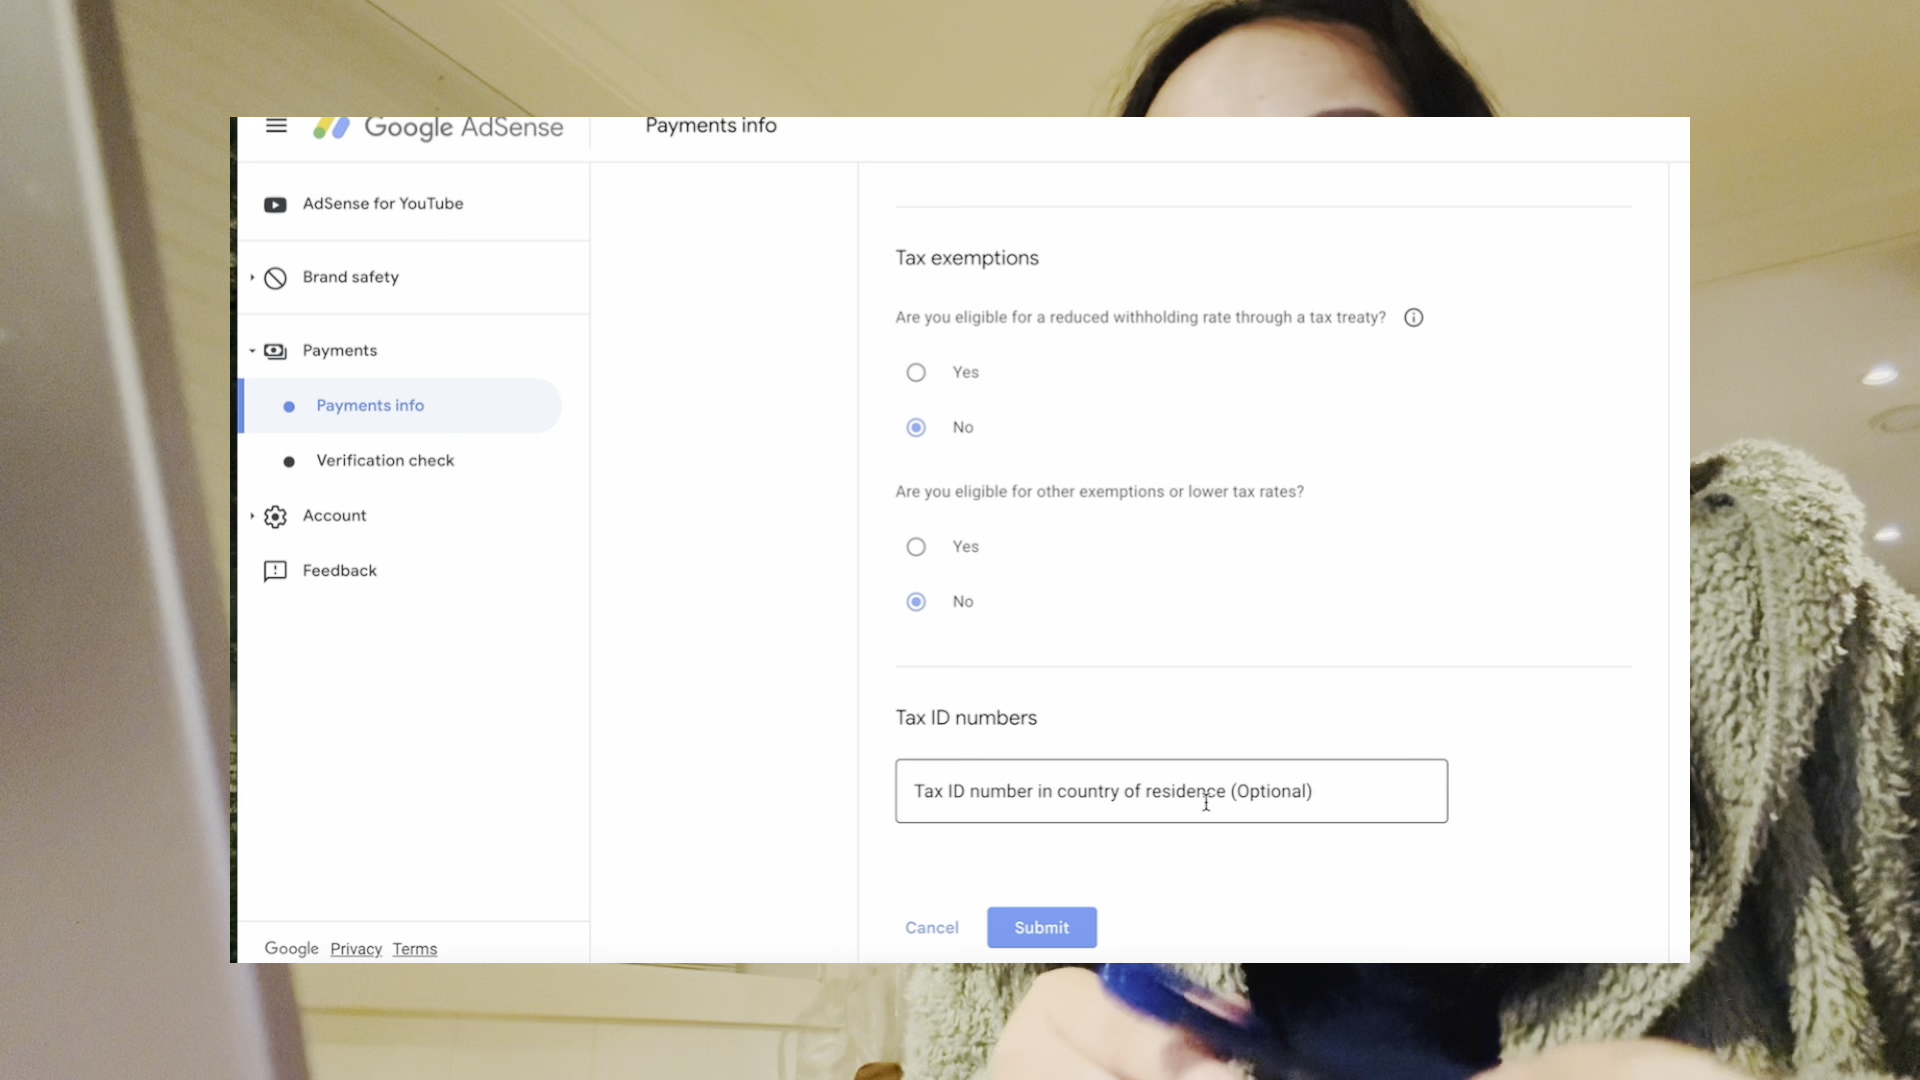 Google AdSense
Payments info
AdSense for YouTube
Brand safety
Payments
Payments info
Verification check
Account
Feedback
Google Privacy Terms
Tax exemptions
Are you eligible for a reduced withholding rate through a tax treaty?
Yes
No
Are you eligible for other exemptions or lower tax rates?
Yes
No
Tax ID numbers
Tax ID number in country of residence (Optional)
Cancel Submit